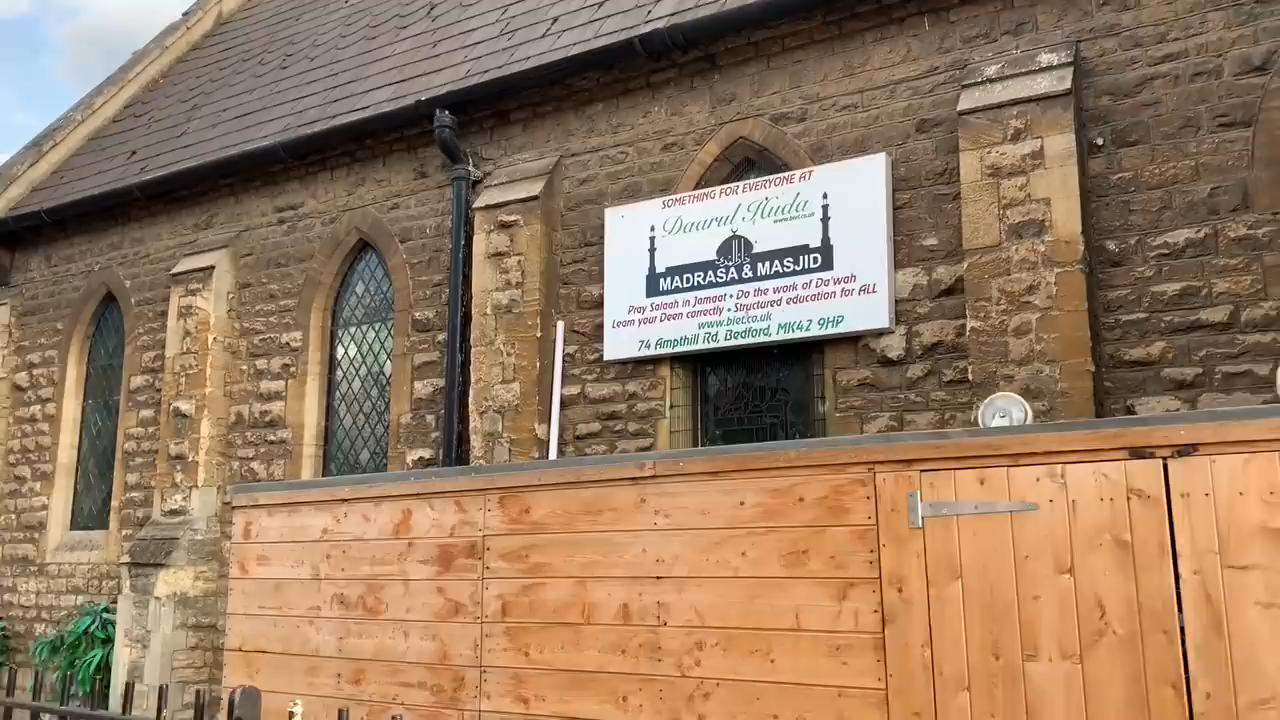 SOMETHING FOR EVERYONE AT
Daarul Huda
www.biet.co.uk
دار الهدى
MADRASA & MASJID
Pray Salaah in Jamaat • Do the work of Da'wah
Learn your Deen correctly • Structured education for ALL
www.biet.co.uk
74 Ampthill Rd, Bedford, MK42 9HP